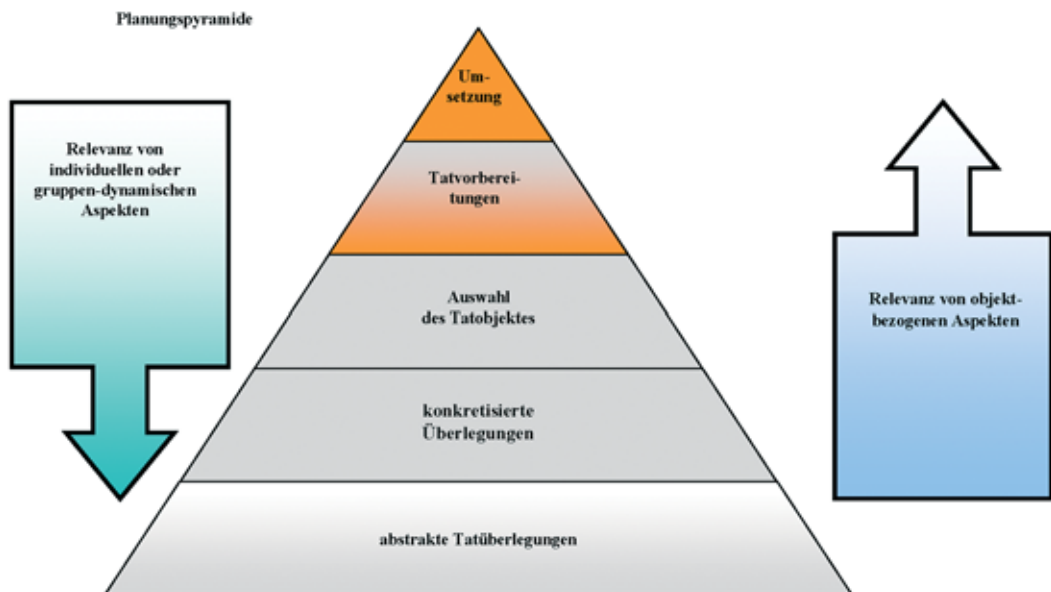 Planungspyramide
Um-
setzung
Relevanz von
individuellen oder
gruppen-dynamischen
Aspekten
Tatvorberei-
tungen
Auswahl
des Tatobjektes
Relevanz von objekt-
bezogenen Aspekten
konkretisierte
Überlegungen
abstrakte Tatüberlegungen